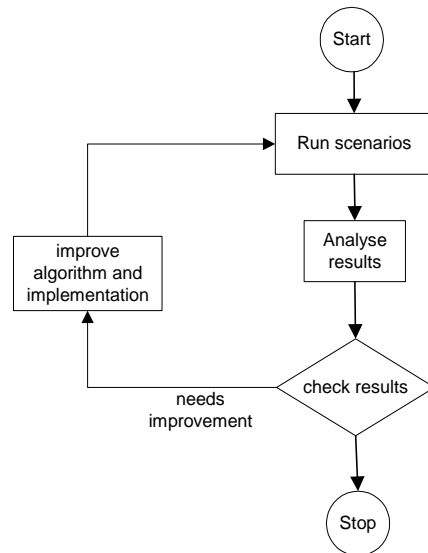 Start
Run scenarios
Analyse
results
improve
algorithm and
implementation
check results
needs
improvement
Stop